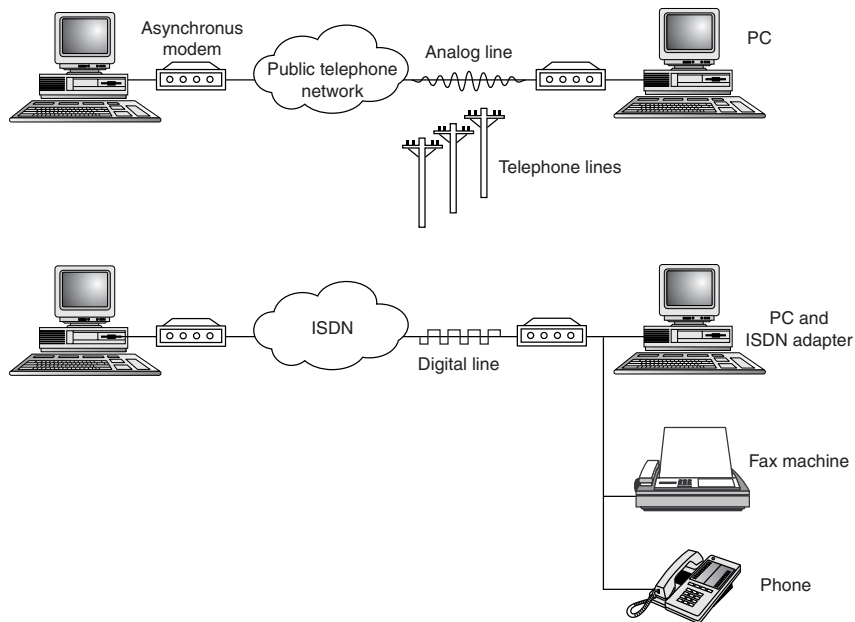 Asynchronus
modem
Public telephone
network
Analog line
PC
Telephone lines
ISDN
Digital line
PC and
ISDN adapter
Fax machine
Phone